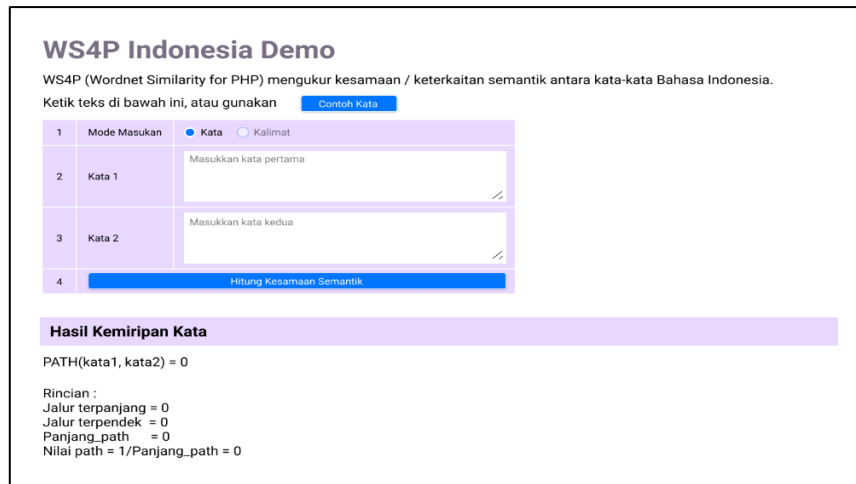 WS4P Indonesia Demo
WS4P (Wordnet Similarity for PHP) mengukur kesamaan / keterkaitan semantik antara kata-kata Bahasa Indonesia.
Ketik teks di bawah ini, atau gunakan Contoh Kata
1 Mode Masukan Kata Kalimat
2 Kata 1 Masukkan kata pertama
3 Kata 2 Masukkan kata kedua
4 Hitung Kesamaan Semantik
Hasil Kemiripan Kata
PATH(kata1, kata2) = 0
Rincian :
Jalur terpanjang = 0
Jalur terpendek = 0
Panjang_path = 0
Nilai path = 1/Panjang_path = 0